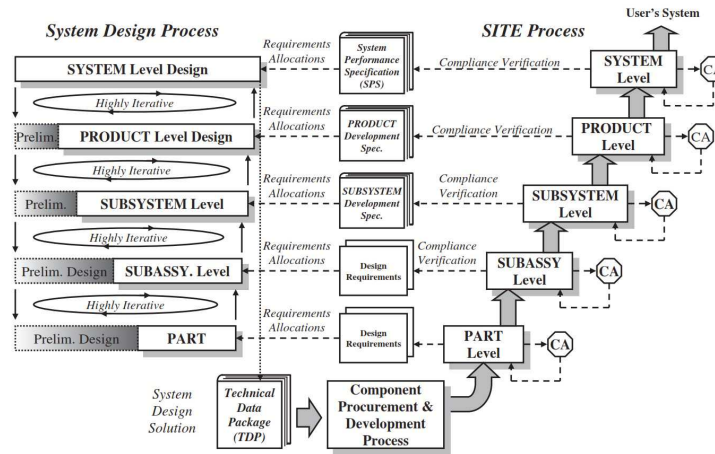 System Design Process
SITE Process
User's System
Requirements
Allocations
System
Performance
Specification
(SPS)
Compliance Verification
SYSTEM
Level
CA
SYSTEM Level Design
Highly Iterative
Prelim.
PRODUCT Level Design
Requirements
Allocations
PRODUCT
Development
Spec.
Compliance Verification
PRODUCT
Level
CA
Highly Iterative
Prelim.
SUBSYSTEM Level
Requirements
Allocations
SUBSYSTEM
Development
Spec.
Compliance
Verification
SUBSYSTEM
Level
CA
Highly Iterative
Prelim. Design
SUBASSY. Level
Requirements
Allocations
Design
Requirements
Compliance
Verification
SUBASSY
Level
CA
Highly Iterative
Prelim. Design
PART
Requirements
Allocations
Design
Requirements
PART
Level
CA
System
Design
Solution
Technical
Data
Package
(TDP)
Component
Procurement &
Development
Process